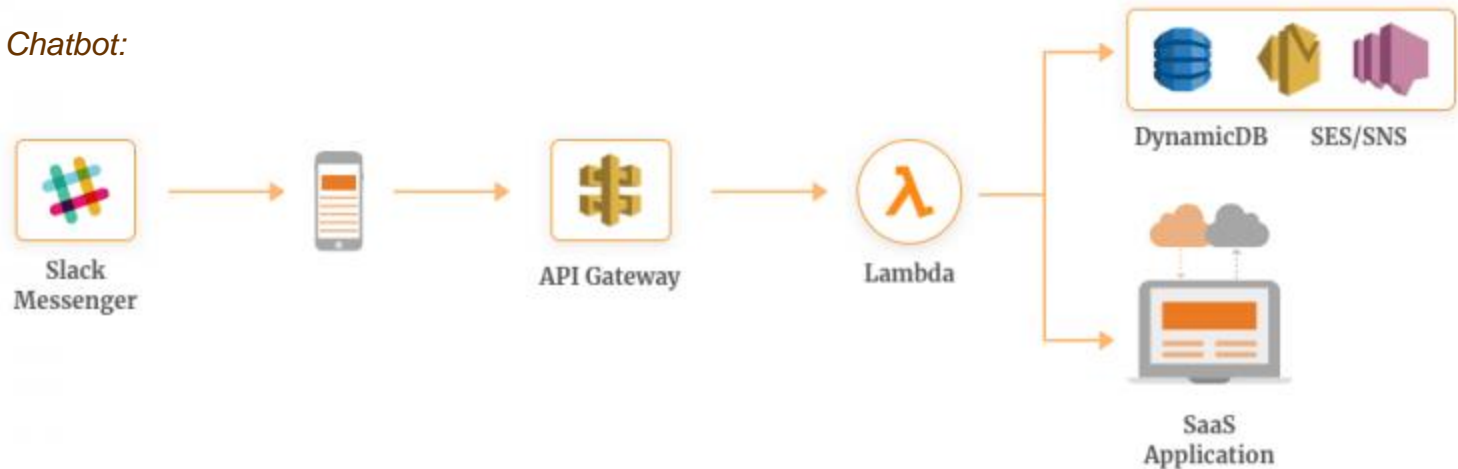 Chatbot:
DynamicDB SES/SNS
Slack
Messenger
API Gateway
λ
Lambda
SaaS
Application